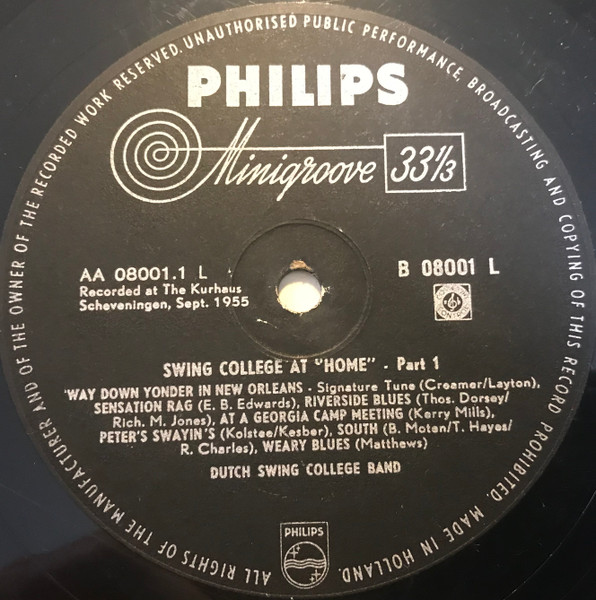 ALL RIGHTS OF THE MANUFACTURER AND OF THE OWNER OF THE RECORDED WORK RESERVED. UNAUTHORISED PUBLIC PERFORMANCE, BROADCASTING AND COPYING OF THIS RECORD PROHIBITED. MADE IN HOLLAND.
PHILIPS
Minigroove 33⅓
AA 08001.1 L
Recorded at The Kurhaus
Scheveningen, Sept. 1955
B 08001 L
SWING COLLEGE AT "HOME" - Part 1
'WAY DOWN YONDER IN NEW ORLEANS - Signature Tune (Creamer/Layton),
SENSATION RAG (E. B. Edwards), RIVERSIDE BLUES (Thos. Dorsey/
Rich. M. Jones), AT A GEORGIA CAMP MEETING (Kerry Mills),
PETER'S SWAYIN'S (Kolstee/Kesber), SOUTH (B. Moten/T. Hayes/
R. Charles), WEARY BLUES (Matthews)
DUTCH SWING COLLEGE BAND
PHILIPS